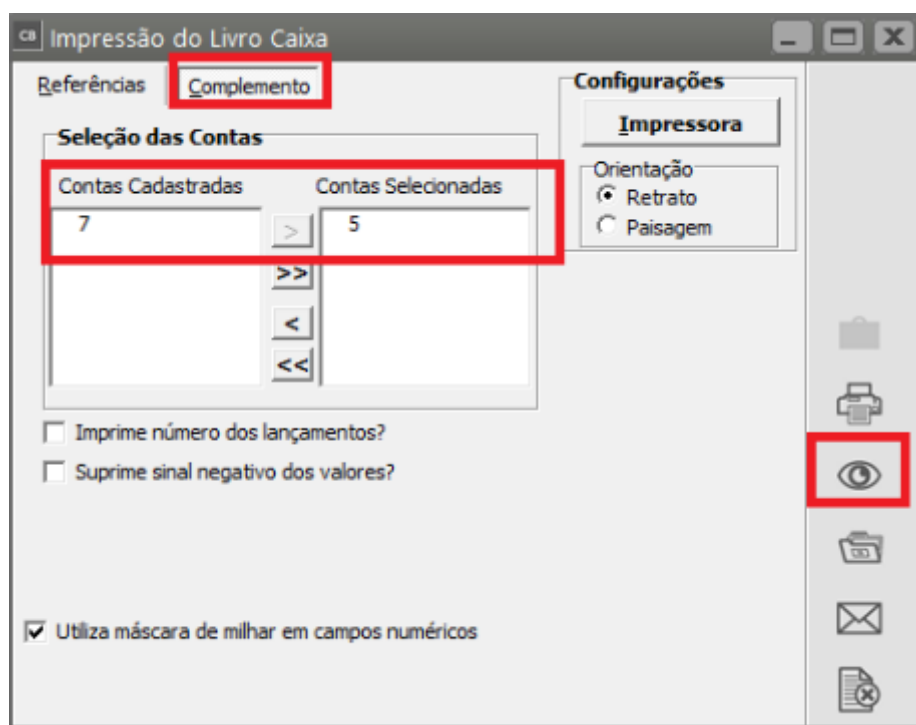 CB Impressão do Livro Caixa
Referências Complemento
Configurações
Impressora
Seleção das Contas
Orientação
Contas Cadastradas Contas Selecionadas
Retrato
7 > 5
Paisagem
>>
<
<<
Imprime número dos lançamentos?
Suprime sinal negativo dos valores?
Utiliza máscara de milhar em campos numéricos